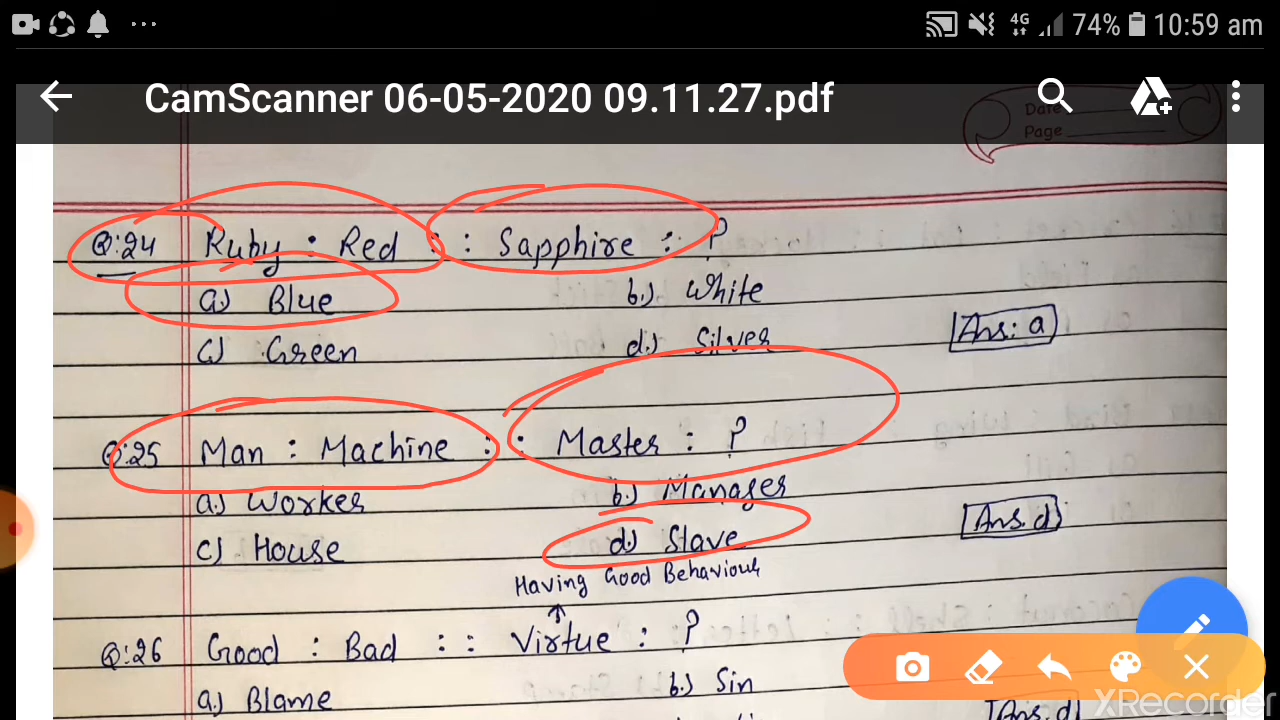 4G 74% 10:59 am
CamScanner 06-05-2020 09.11.27.pdf
Date
Page
Q:24 Ruby : Red : : Sapphire : ?
a) Blue b.) White
c) Green d.) Silver
Ans: a
Q:25 Man : Machine : : Master : ?
a.) Worker b.) Manager
c) House d) Slave
Ans. d
Having Good Behaviour
Q:26 Good : Bad : : Virtue : ?
a) Blame b.) Sin
Ans. d
XRecorder